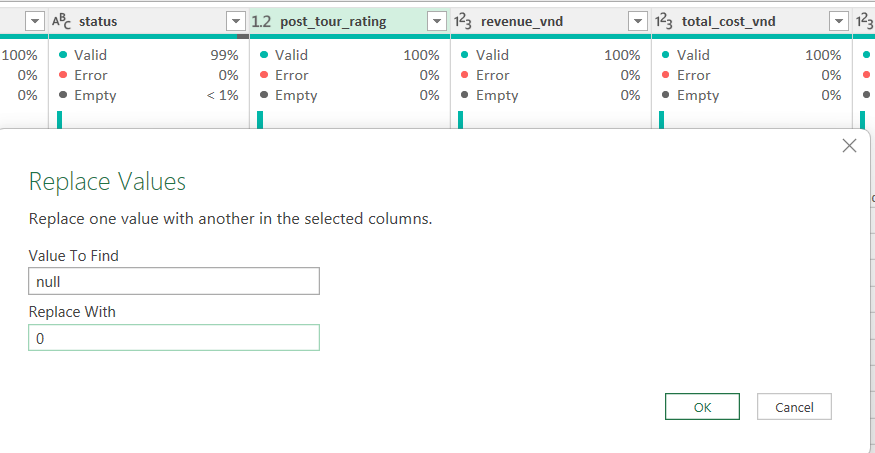 ABC status 1.2 post_tour_rating 123 revenue_vnd 123 total_cost_vnd 123
100% Valid 99% Valid 100% Valid 100% Valid 100%
0% Error 0% Error 0% Error 0% Error 0%
0% Empty < 1% Empty 0% Empty 0% Empty 0%
Replace Values
Replace one value with another in the selected columns.
Value To Find
null
Replace With
0
OK Cancel